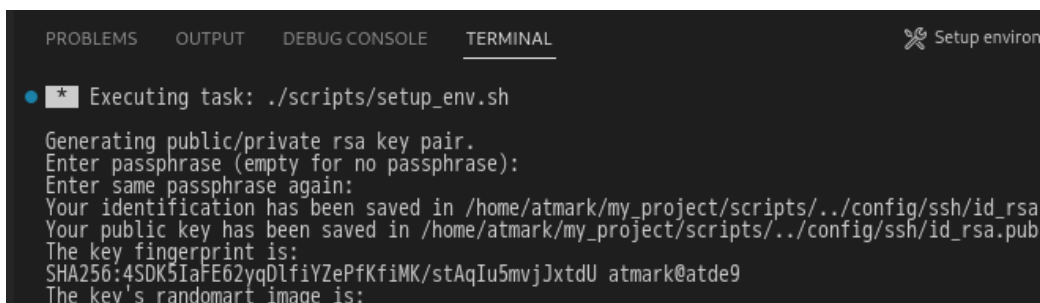 PROBLEMS OUTPUT DEBUG CONSOLE TERMINAL Setup environ
* Executing task: ./scripts/setup_env.sh
Generating public/private rsa key pair.
Enter passphrase (empty for no passphrase):
Enter same passphrase again:
Your identification has been saved in /home/atmark/my_project/scripts/../config/ssh/id_rsa
Your public key has been saved in /home/atmark/my_project/scripts/../config/ssh/id_rsa.pub
The key fingerprint is:
SHA256:4SDK5IaFE62yqDlfiYZePfKfiMK/stAqIu5mvjJxtdU atmark@atde9
The key's randomart image is: